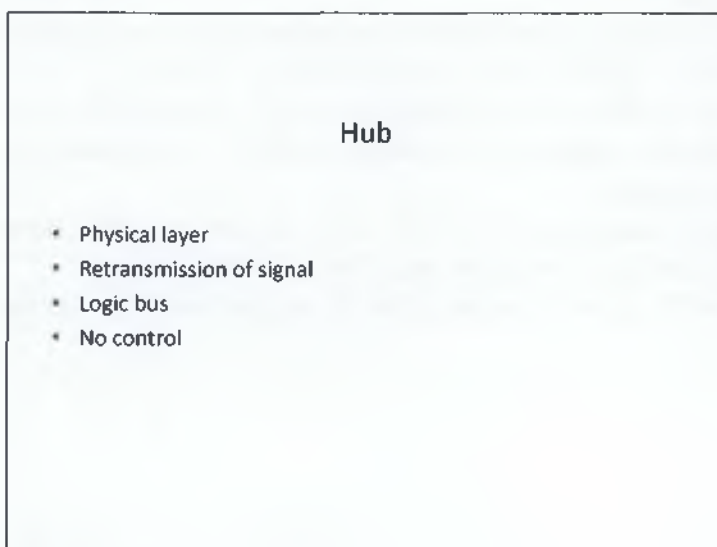 Hub
• Physical layer
• Retransmission of signal
• Logic bus
• No control